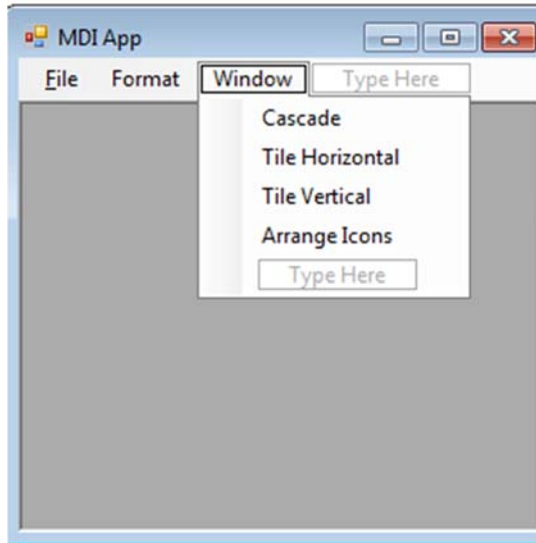 MDI App
File Format Window Type Here
Cascade
Tile Horizontal
Tile Vertical
Arrange Icons
Type Here